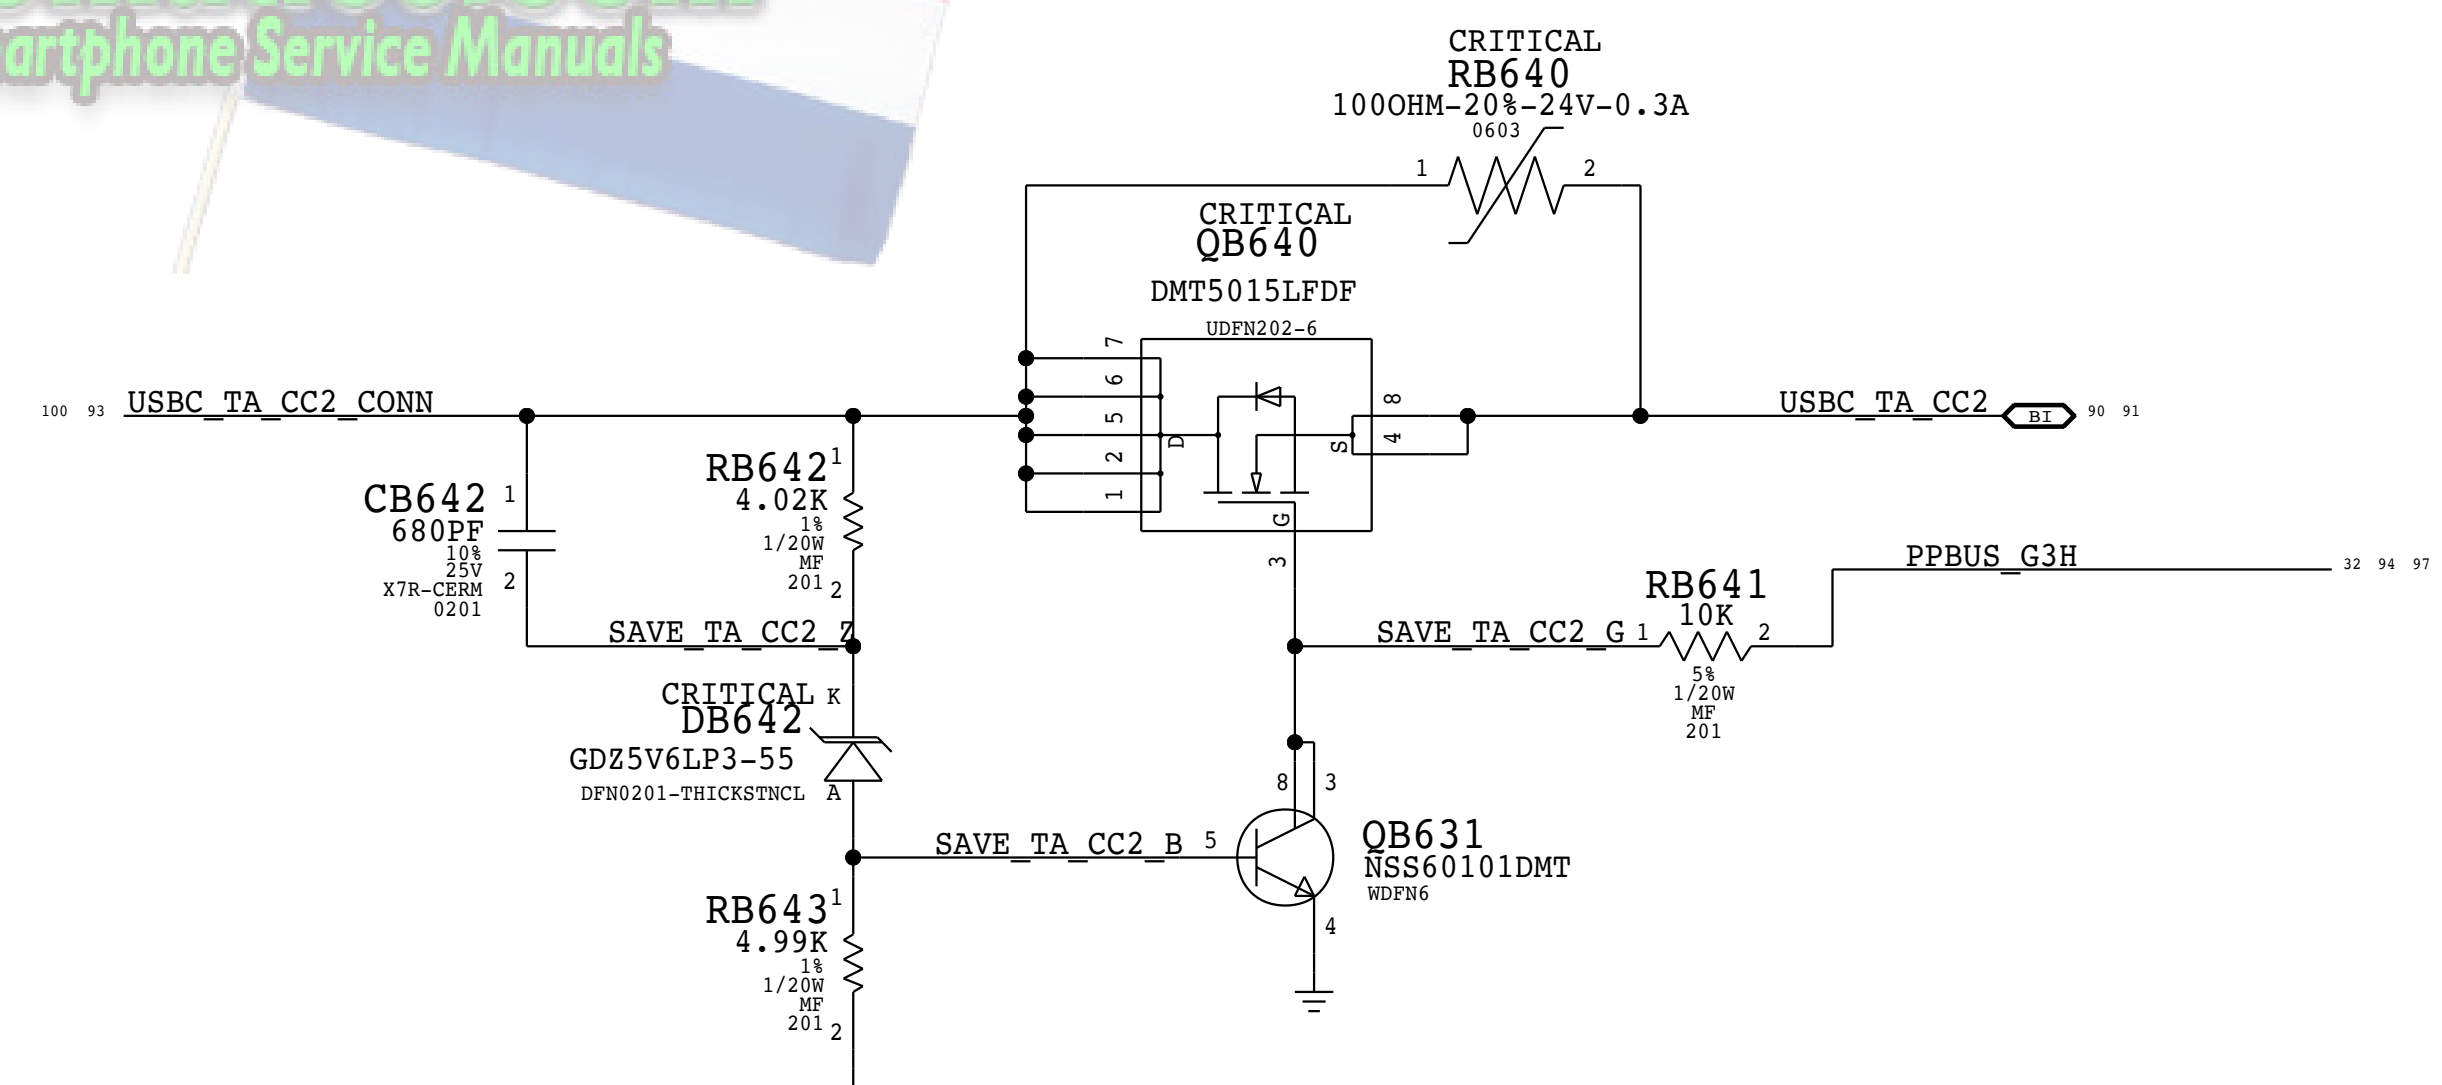 artphone Service Manuals
CRITICAL
RB640
100OHM-20%-24V-0.3A
0603
1
2
CRITICAL
QB640
DMT5015LFDF
UDFN202-6
7
6
5
2
1
D
S
G
8
4
3
100 93
USBC_TA_CC2_CONN
USBC_TA_CC2
BI
90 91
CB642
680PF
10%
25V
X7R-CERM
0201
1
2
RB642
4.02K
1%
1/20W
MF
201
1
2
SAVE_TA_CC2_Z
PPBUS_G3H
32 94 97
RB641
10K
SAVE_TA_CC2_G
1
2
5%
1/20W
MF
201
CRITICAL
K
DB642
GDZ5V6LP3-55
DFN0201-THICKSTNCL
A
SAVE_TA_CC2_B
5
8
3
QB631
NSS60101DMT
WDFN6
4
RB643
4.99K
1%
1/20W
MF
201
1
2